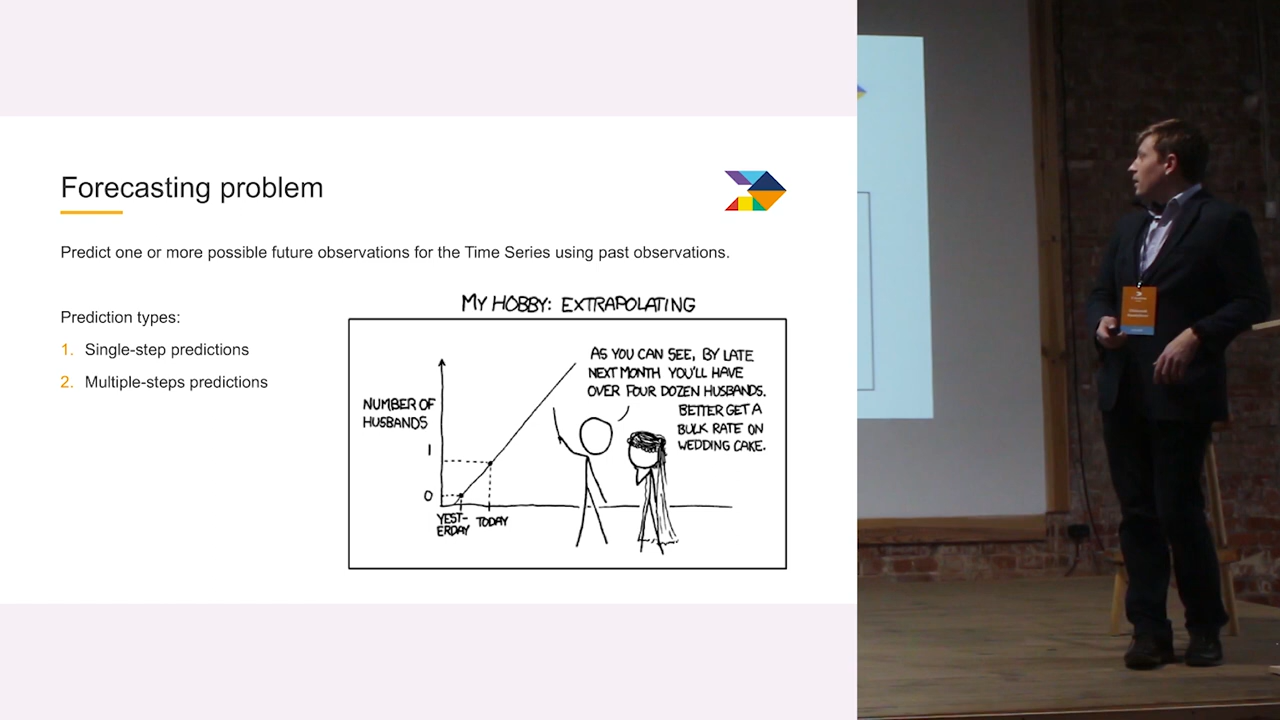 Forecasting problem
Predict one or more possible future observations for the Time Series using past observations.
Prediction types:
1. Single-step predictions
2. Multiple-steps predictions
MY HOBBY: EXTRAPOLATING
AS YOU CAN SEE, BY LATE
NEXT MONTH YOU'LL HAVE
OVER FOUR DOZEN HUSBANDS.
BETTER GET A
BULK RATE ON
WEDDING CAKE.
NUMBER OF
HUSBANDS
1
0
YEST-
ERDAY
TODAY